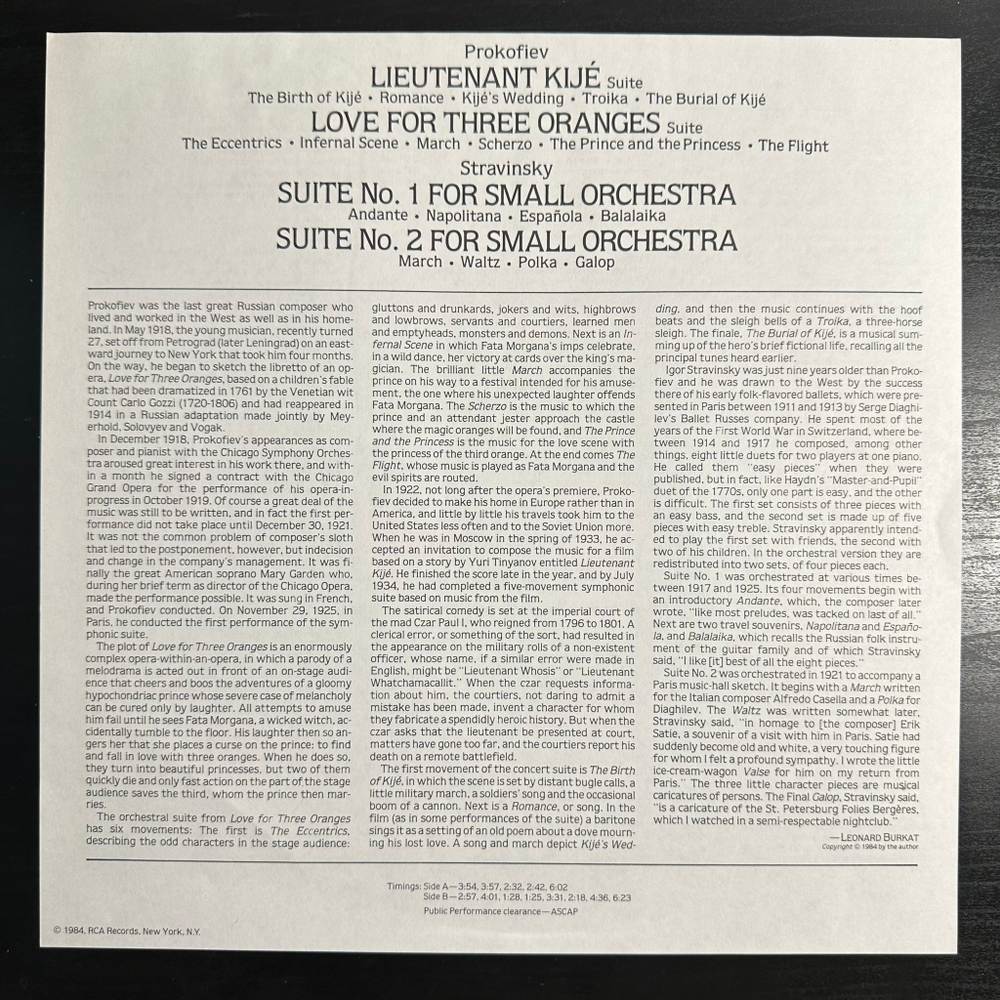 Prokofiev
LIEUTENANT KIJÉ Suite
The Birth of Kijé • Romance • Kijé's Wedding • Troika • The Burial of Kijé
LOVE FOR THREE ORANGES Suite
The Eccentrics • Infernal Scene • March • Scherzo • The Prince and the Princess • The Flight
Stravinsky
SUITE No. 1 FOR SMALL ORCHESTRA
Andante • Napolitana • Española • Balalaika
SUITE No. 2 FOR SMALL ORCHESTRA
March • Waltz • Polka • Galop
Prokofiev was the last great Russian composer who
lived and worked in the West as well as in his home-
land. In May 1918, the young musician, recently turned
27, set off from Petrograd (later Leningrad) on an east-
ward journey to New York that took him four months.
On the way, he began to sketch the libretto of an op-
era, Love for Three Oranges, based on a children's fable
that had been dramatized in 1761 by the Venetian wit
Count Carlo Gozzi (1720-1806) and had reappeared in
1914 in a Russian adaptation made jointly by Mey-
erhold, Solovyev and Vogak.
In December 1918, Prokofiev's appearances as com-
poser and pianist with the Chicago Symphony Orches-
tra aroused great interest in his work there, and with-
in a month he signed a contract with the Chicago
Grand Opera for the performance of his opera-in-
progress in October 1919. Of course a great deal of the
music was still to be written, and in fact the first per-
formance did not take place until December 30, 1921.
It was not the common problem of composer's sloth
that led to the postponement, however, but indecision
and change in the company's management. It was fi-
nally the great American soprano Mary Garden who,
during her brief term as director of the Chicago Opera,
made the performance possible. It was sung in French,
and Prokofiev conducted. On November 29, 1925, in
Paris, he conducted the first performance of the sym-
phonic suite.
The plot of Love for Three Oranges is an enormously
complex opera-within-an-opera, in which a parody of a
melodrama is acted out in front of an on-stage audi-
ence that cheers and boos the adventures of a gloomy
hypochondriac prince whose severe case of melancholy
can be cured only by laughter. All attempts to amuse
him fail until he sees Fata Morgana, a wicked witch, ac-
cidentally tumble to the floor. His laughter then so an-
gers her that she places a curse on the prince: to find
and fall in love with three oranges. When he does so,
they turn into beautiful princesses, but two of them
quickly die and only fast action on the part of the stage
audience saves the third, whom the prince then mar-
ries.
The orchestral suite from Love for Three Oranges
has six movements: The first is The Eccentrics,
describing the odd characters in the stage audience:
gluttons and drunkards, jokers and wits, highbrows
and lowbrows, servants and courtiers, learned men
and emptyheads, monsters and demons. Next is an In-
fernal Scene in which Fata Morgana's imps celebrate,
in a wild dance, her victory at cards over the king's ma-
gician. The brilliant little March accompanies the
prince on his way to a festival intended for his amuse-
ment, the one where his unexpected laughter offends
Fata Morgana. The Scherzo is the music to which the
prince and an attendant jester approach the castle
where the magic oranges will be found, and The Prince
and the Princess is the music for the love scene with
the princess of the third orange. At the end comes The
Flight, whose music is played as Fata Morgana and the
evil spirits are routed.
In 1922, not long after the opera's premiere, Proko-
fiev decided to make his home in Europe rather than in
America, and little by little his travels took him to the
United States less often and to the Soviet Union more.
When he was in Moscow in the spring of 1933, he ac-
cepted an invitation to compose the music for a film
based on a story by Yuri Tinyanov entitled Lieutenant
Kijé. He finished the score late in the year, and by July
1934, he had completed a five-movement symphonic
suite based on music from the film.
The satirical comedy is set at the imperial court of
the mad Czar Paul I, who reigned from 1796 to 1801. A
clerical error, or something of the sort, had resulted in
the appearance on the military rolls of a non-existent
officer, whose name, if a similar error were made in
English, might be "Lieutenant Whosis" or "Lieutenant
Whatchamacallit." When the czar requests informa-
tion about him, the courtiers, not daring to admit a
mistake has been made, invent a character for whom
they fabricate a spendidly heroic history. But when the
czar asks that the lieutenant be presented at court,
matters have gone too far, and the courtiers report his
death on a remote battlefield.
The first movement of the concert suite is The Birth
of Kijé, in which the scene is set by distant bugle calls, a
little military march, a soldiers' song and the occasional
boom of a cannon. Next is a Romance, or song. In the
film (as in some performances of the suite) a baritone
sings it as a setting of an old poem about a dove mourn-
ing his lost love. A song and march depict Kijé's Wed-
ding, and then the music continues with the hoof
beats and the sleigh bells of a Troika, a three-horse
sleigh. The finale, The Burial of Kijé, is a musical sum-
ming up of the hero's brief fictional life, recalling all the
principal tunes heard earlier.
Igor Stravinsky was just nine years older than Proko-
fiev and he was drawn to the West by the success
there of his early folk-flavored ballets, which were pre-
sented in Paris between 1911 and 1913 by Serge Diaghi-
lev's Ballet Russes company. He spent most of the
years of the First World War in Switzerland, where be-
tween 1914 and 1917 he composed, among other
things, eight little duets for two players at one piano.
He called them "easy pieces" when they were
published, but in fact, like Haydn's "Master-and-Pupil"
duet of the 1770s, only one part is easy, and the other
is difficult. The first set consists of three pieces with
an easy bass, and the second set is made up of five
pieces with easy treble. Stravinsky apparently intend-
ed to play the first set with friends, the second with
two of his children. In the orchestral version they are
redistributed into two sets, of four pieces each.
Suite No. 1 was orchestrated at various times be-
tween 1917 and 1925. Its four movements begin with
an introductory Andante, which, the composer later
wrote, "like most preludes, was tacked on last of all."
Next are two travel souvenirs, Napolitana and Españo-
la, and Balalaika, which recalls the Russian folk instru-
ment of the guitar family and of which Stravinsky
said, "I like [it] best of all the eight pieces."
Suite No. 2 was orchestrated in 1921 to accompany a
Paris music-hall sketch. It begins with a March written
for the Italian composer Alfredo Casella and a Polka for
Diaghilev. The Waltz was written somewhat later,
Stravinsky said, "in homage to [the composer] Erik
Satie, a souvenir of a visit with him in Paris. Satie had
suddenly become old and white, a very touching figure
for whom I felt a profound sympathy. I wrote the little
ice-cream-wagon Valse for him on my return from
Paris." The three little character pieces are musical
caricatures of persons. The Final Galop, Stravinsky said,
"is a caricature of the St. Petersburg Folies Bergères,
which I watched in a semi-respectable nightclub."
—LEONARD BURKAT
Copyright © 1984 by the author
Timings: Side A—3:54, 3:57, 2:32, 2:42, 6:02
Side B—2:57, 4:01, 1:28, 1:25, 3:31, 2:18, 4:36, 6:23
Public Performance clearance—ASCAP
© 1984, RCA Records, New York, N.Y.